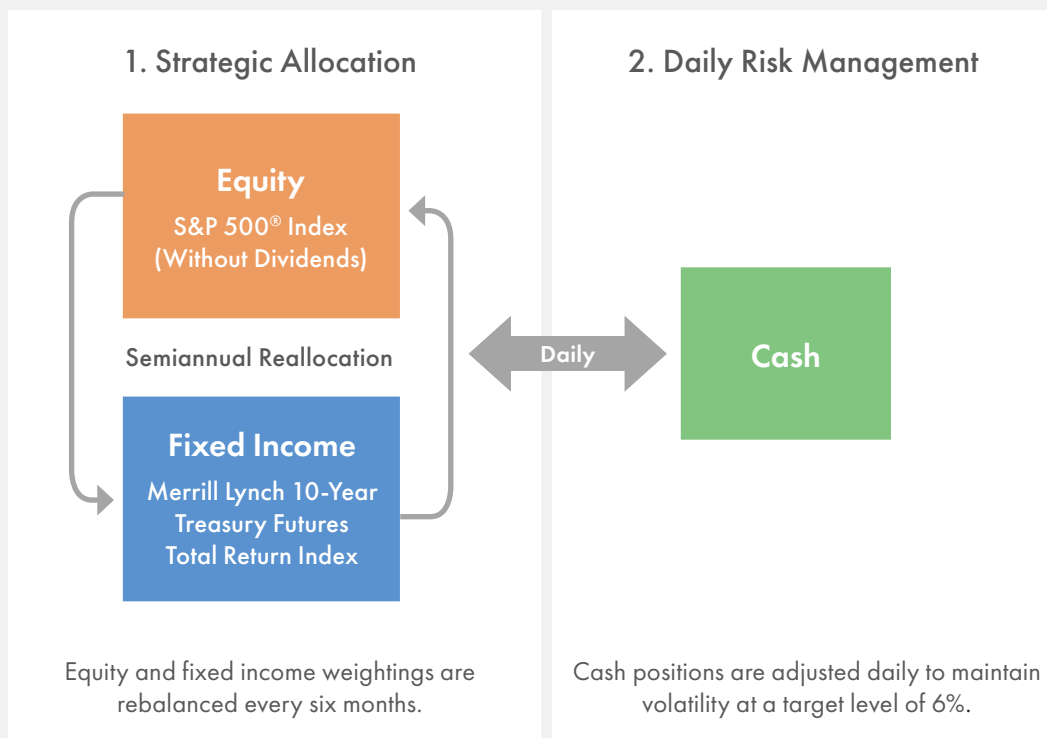 1. Strategic Allocation
Equity
S&P 500® Index
(Without Dividends)
Semiannual Reallocation
Fixed Income
Merrill Lynch 10-Year
Treasury Futures
Total Return Index
Equity and fixed income weightings are
rebalanced every six months.
Daily
2. Daily Risk Management
Cash
Cash positions are adjusted daily to maintain
volatility at a target level of 6%.